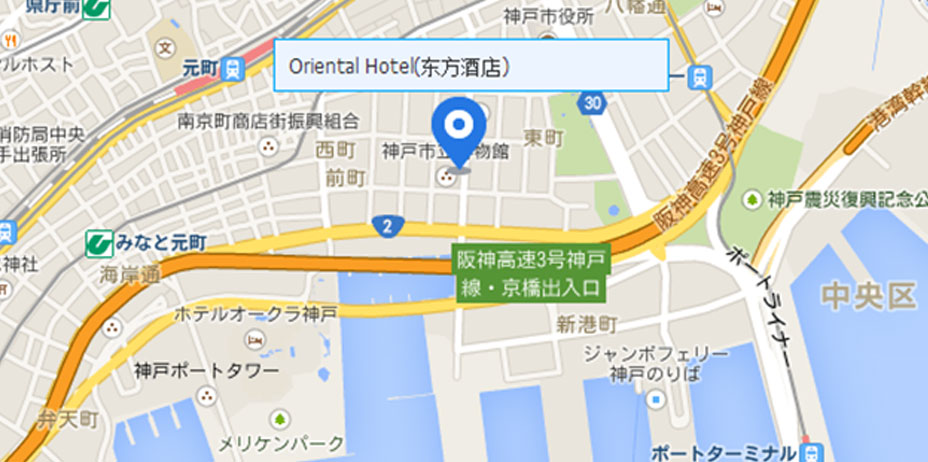 県庁前
神戸市役所
八幡通
ルホスト
元町
Oriental Hotel(东方酒店)
ー
30
港湾幹線
消防局中央
手出張所
南京町商店街振興組合
西町
前町
神戸市立
物館
東町
阪神高速3号神戸線
神戸震災復興記念公
2
みなと元町
神社
海岸通
阪神高速3号神戸
線・京橋出入口
ポートライナー
中央区
ホテルオークラ神戸
新港町
ジャンボフェリー
神戸のりば
神戸ポートタワー
弁天町
メリケンパーク
ポートターミナル